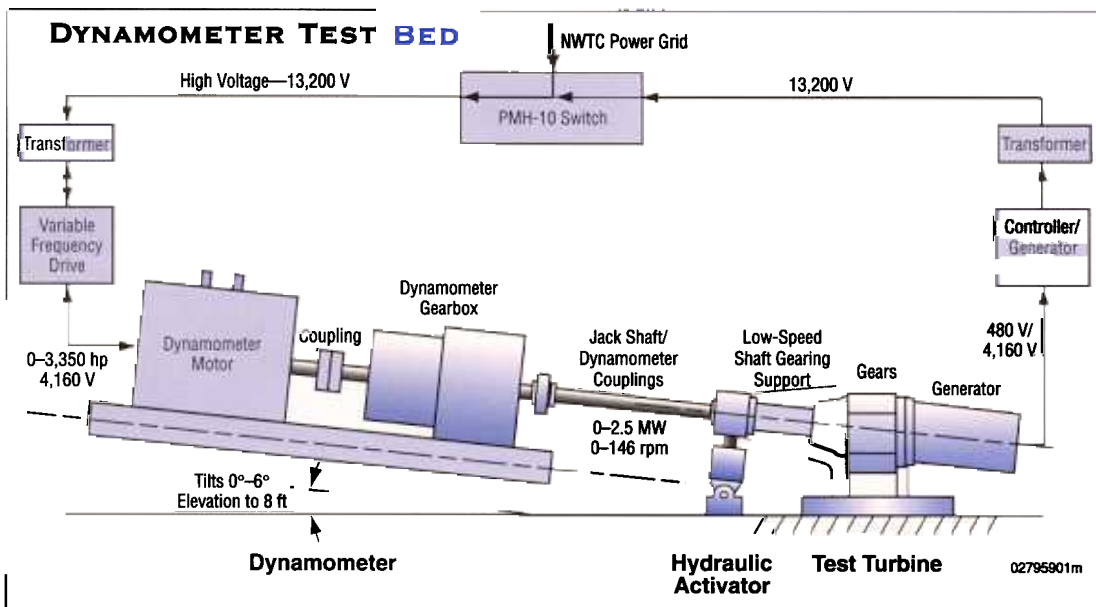 DYNAMOMETER TEST BED
NWTC Power Grid
High Voltage—13,200 V
13,200 V
PMH-10 Switch
Transformer
Transformer
Variable
Frequency
Drive
Controller/
Generator
Dynamometer
Gearbox
Coupling
Dynamometer
Motor
Jack Shaft/
Dynamometer
Couplings
Low-Speed
Shaft Gearing
Support
Gears
Generator
480 V/
4,160 V
0–3,350 hp
4,160 V
0–2.5 MW
0–146 rpm
Tilts 0°–6°
Elevation to 8 ft
Dynamometer
Hydraulic
Activator
Test Turbine
02795901m